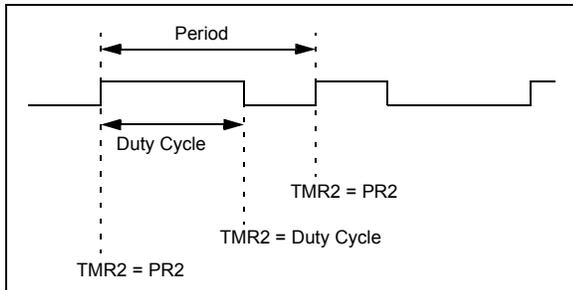 Period
Duty Cycle
TMR2 = PR2
TMR2 = Duty Cycle
TMR2 = PR2